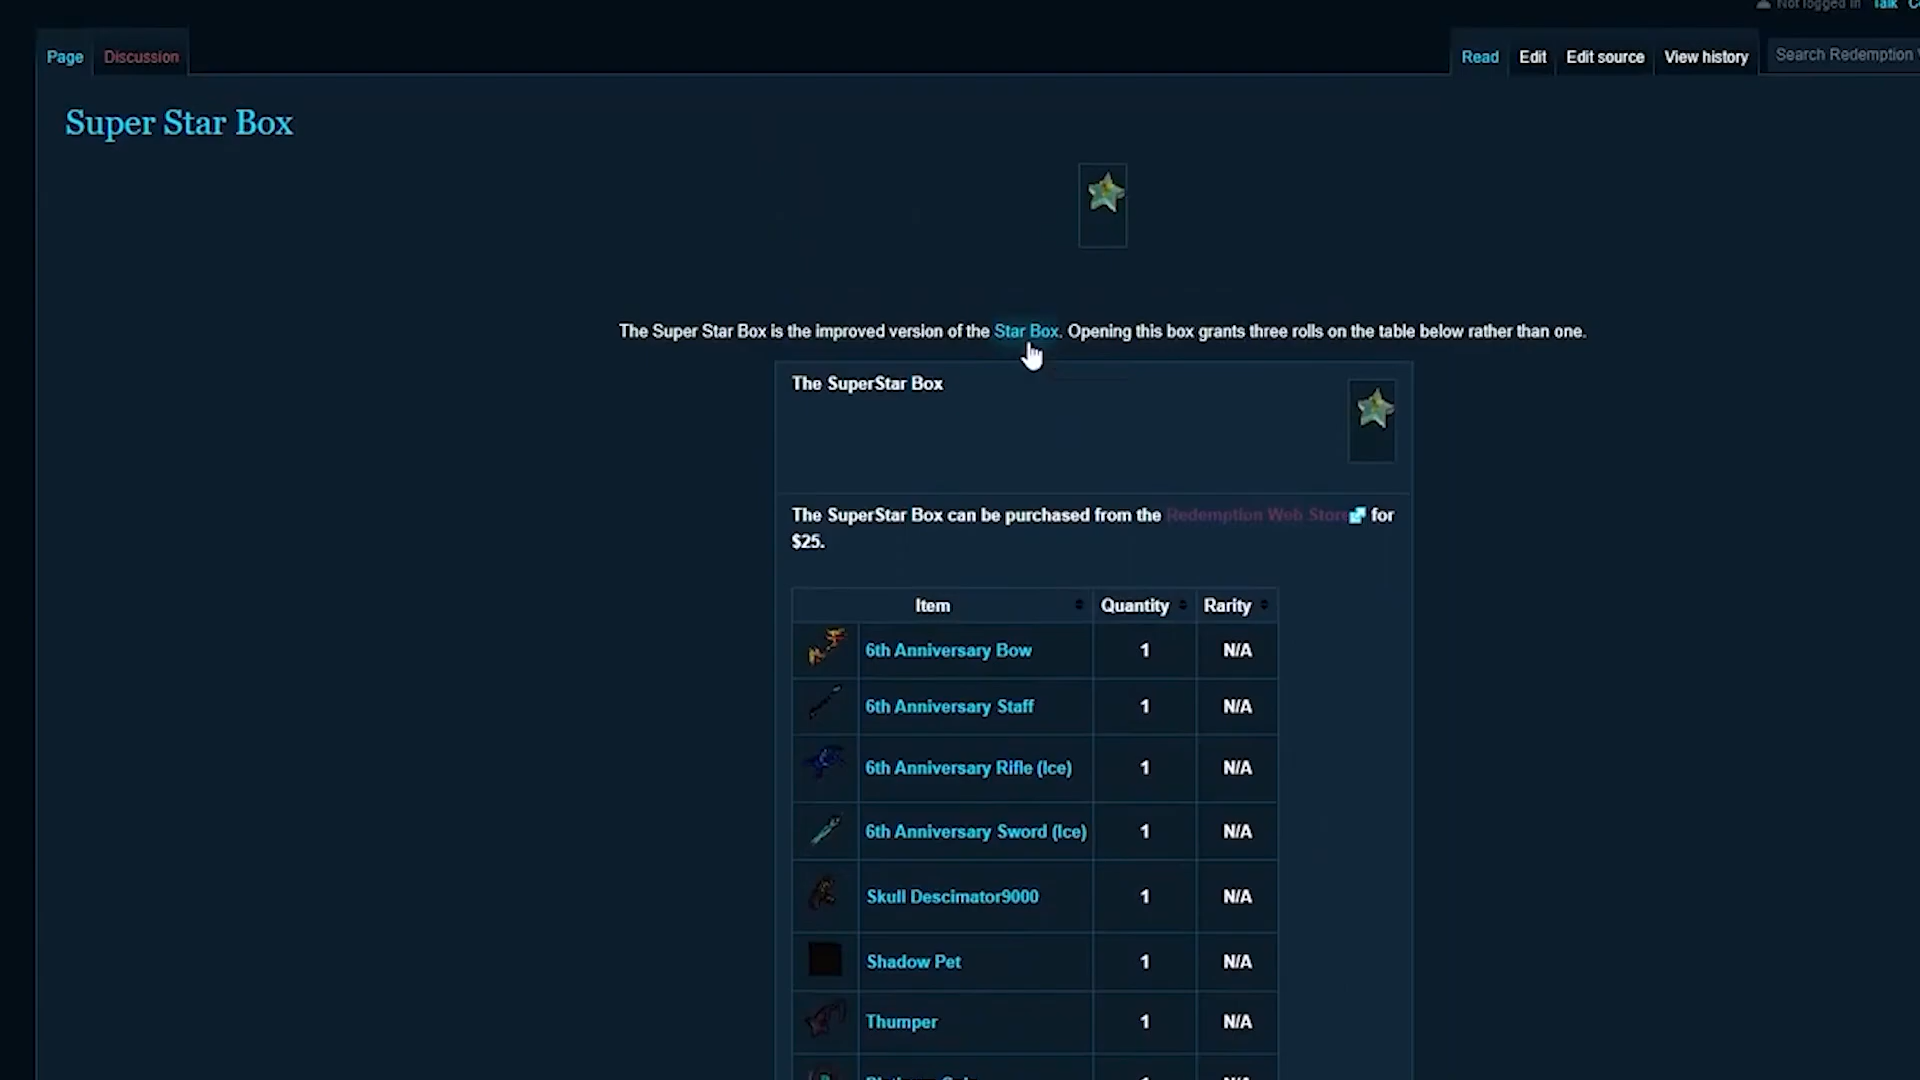 Not logged in Talk
Page Discussion Read Edit Edit source View history Search Redemption
Super Star Box
The Super Star Box is the improved version of the Star Box. Opening this box grants three rolls on the table below rather than one.
The SuperStar Box
The SuperStar Box can be purchased from the Redemption Web Store for
$25.
Item Quantity Rarity
6th Anniversary Bow 1 N/A
6th Anniversary Staff 1 N/A
6th Anniversary Rifle (Ice) 1 N/A
6th Anniversary Sword (Ice) 1 N/A
Skull Descimator9000 1 N/A
Shadow Pet 1 N/A
Thumper 1 N/A